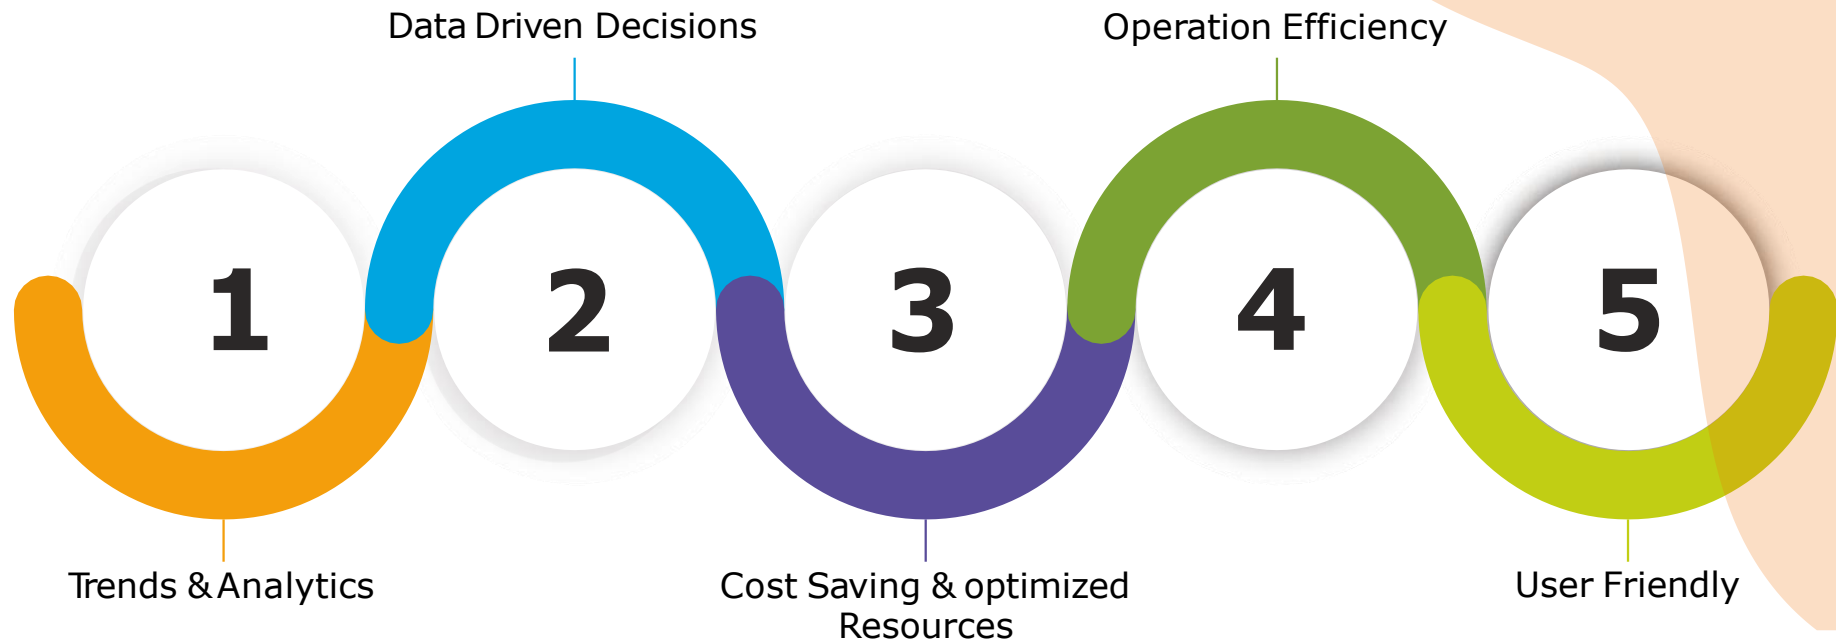 Data Driven Decisions
Operation Efficiency
1
2
3
4
5
Trends & Analytics
Cost Saving & optimized
Resources
User Friendly